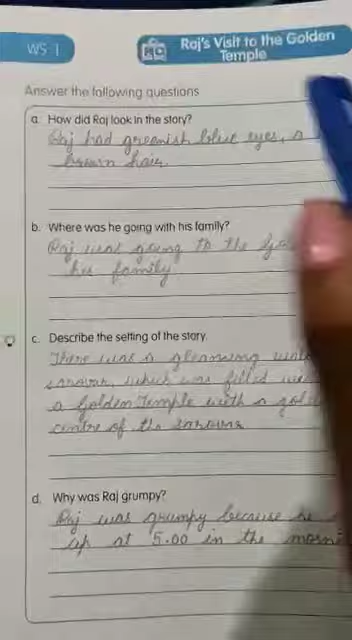 WS-1
Raj's Visit to the Golden
Temple
Answer the following questions
a. How did Raj look in the story?
Raj had greenish blue eyes, a
brown hair.
b. Where was he going with his family?
Raj was going to the
his family
c. Describe the setting of the story.
There was a gleaming
sarovar, which was filled
a Golden Temple with a
centre of the sarovar
d. Why was Raj grumpy?
Raj was grumpy because he
up at 5.00 in the